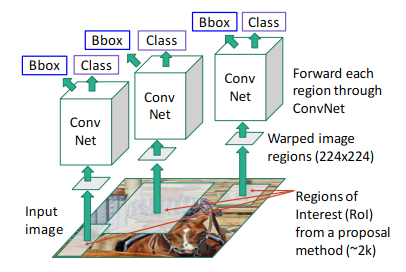 Bbox
Class
Bbox
Class
Bbox
Class
Conv
Net
Conv
Net
Conv
Net
Forward each
region through
ConvNet
Warped image
regions (224x224)
Input
image
Regions of
Interest (RoI)
from a proposal
method (~2k)